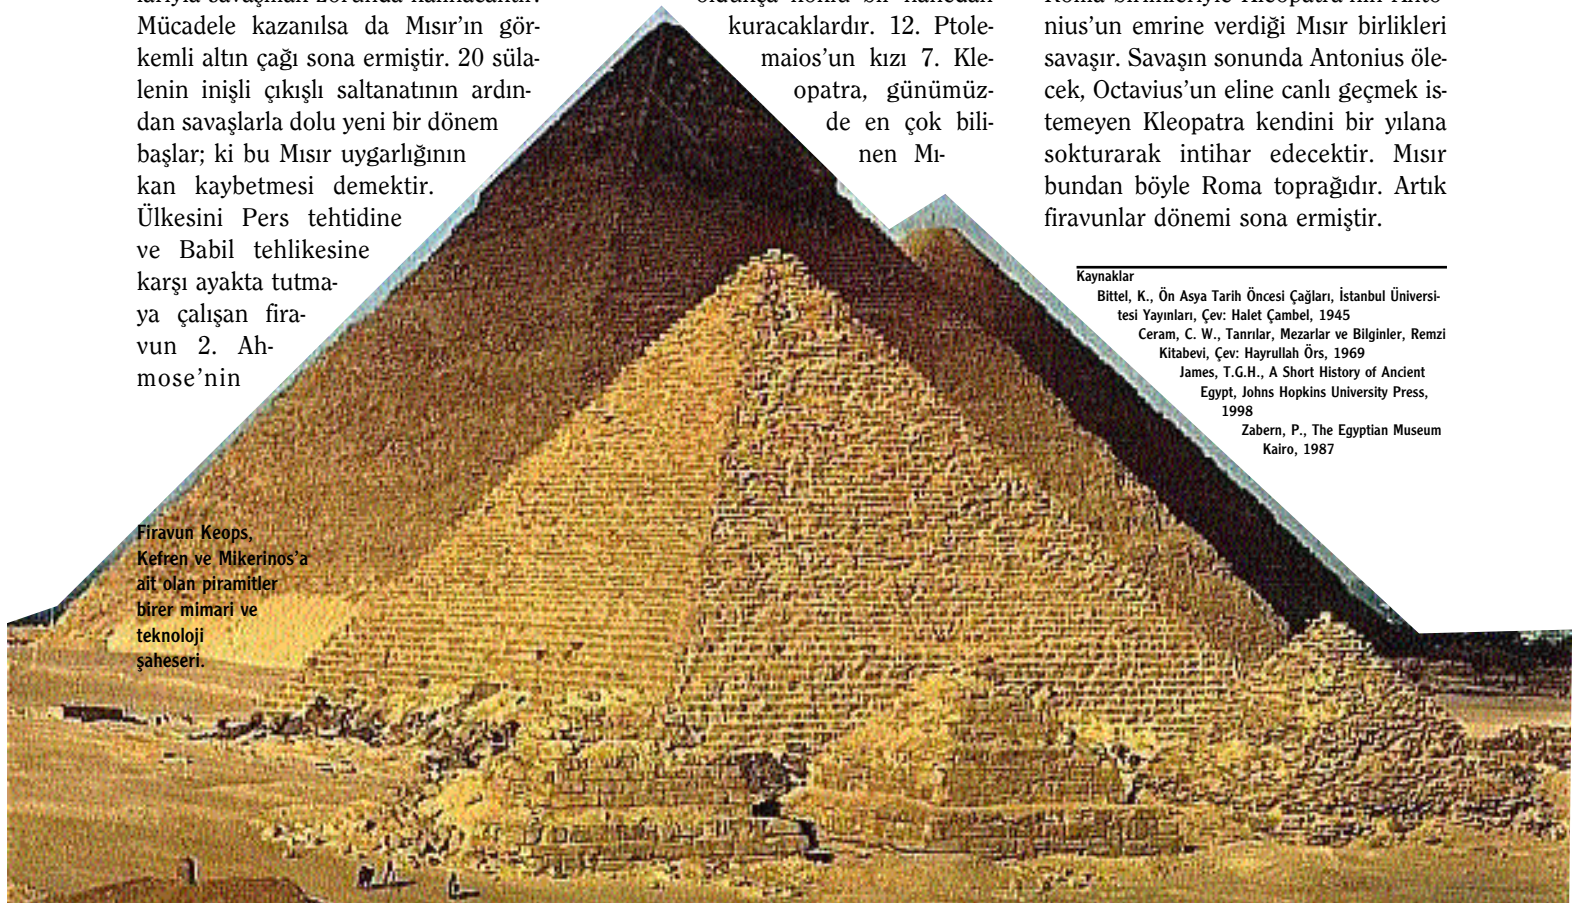 Mücadele kazanılsa da Mısır’ın gör-
kemli altın çağı sona ermiştir. 20 süla-
lenin inişli çıkışlı saltanatının ardın-
dan savaşlarla dolu yeni bir dönem
başlar; ki bu Mısır uygarlığının
kan kaybetmesi demektir.
Ülkesini Pers tehtidine
ve Babil tehlikesine
karşı ayakta tutma-
ya çalışan fira-
vun 2. Ah-
mose’nin
kuracaklardır. 12. Ptole-
maios’un kızı 7. Kle-
opatra, günümüz-
de en çok bili-
nen Mı-
nius’un emrine verdiği Mısır birlikleri
savaşır. Savaşın sonunda Antonius öle-
cek, Octavius’un eline canlı geçmek is-
temeyen Kleopatra kendini bir yılana
sokturarak intihar edecektir. Mısır
bundan böyle Roma toprağıdır. Artık
firavunlar dönemi sona ermiştir.
Kaynaklar
Bittel, K., Ön Asya Tarih Öncesi Çağları, İstanbul Üniversi-
tesi Yayınları, Çev: Halet Çambel, 1945
Ceram, C. W., Tanrılar, Mezarlar ve Bilginler, Remzi
Kitabevi, Çev: Hayrullah Örs, 1969
James, T.G.H., A Short History of Ancient
Egypt, Johns Hopkins University Press,
1998
Zabern, P., The Egyptian Museum
Kairo, 1987
Firavun Keops,
Kefren ve Mikerinos’a
ait olan piramitler
birer mimari ve
teknoloji
şaheseri.